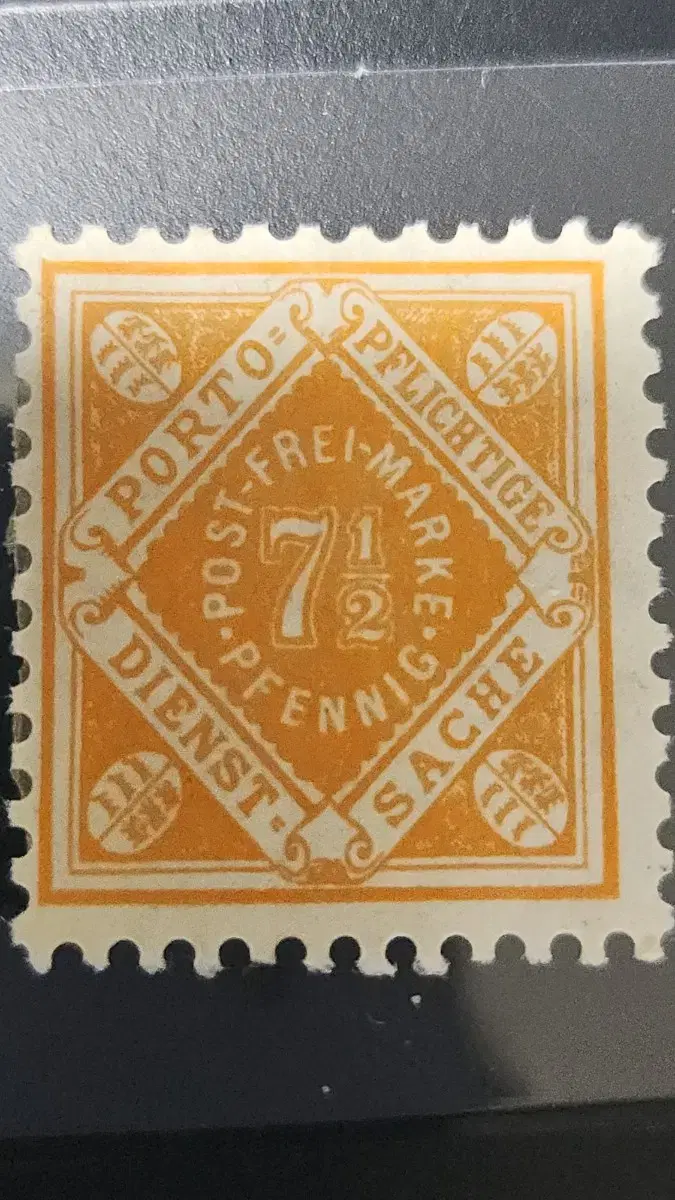 PORTO=
PFLICHTIGE
DIENST-
SACHE
POST-FREI-MARKE
7 1/2
PFENNIG